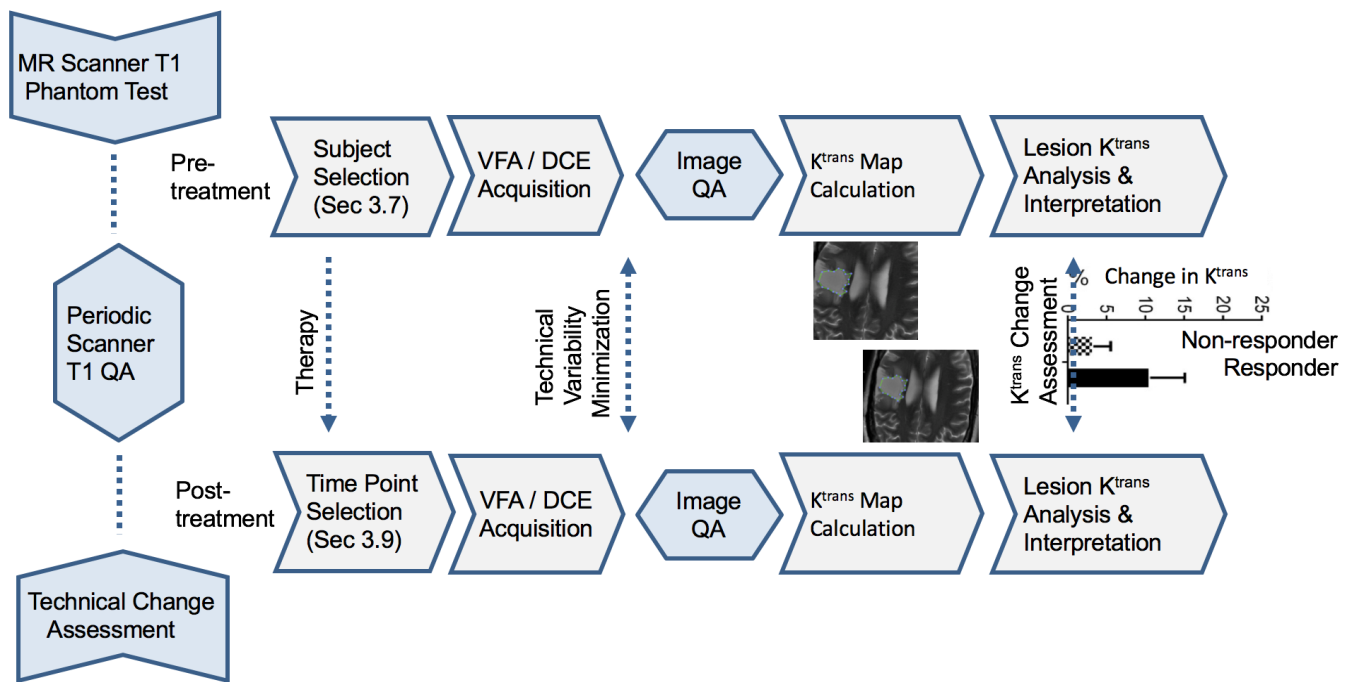 MR Scanner T1
Phantom Test
Pre-
treatment
Subject
Selection
(Sec 3.7)
VFA / DCE
Acquisition
Image
QA
Ktrans Map
Calculation
Lesion Ktrans
Analysis &
Interpretation
Periodic
Scanner
T1 QA
Therapy
Technical
Variability
Minimization
Ktrans Change
Assessment
% Change in Ktrans
0 5 10 15 20 25
Non-responder
Responder
Post-
treatment
Time Point
Selection
(Sec 3.9)
VFA / DCE
Acquisition
Image
QA
Ktrans Map
Calculation
Lesion Ktrans
Analysis &
Interpretation
Technical Change
Assessment